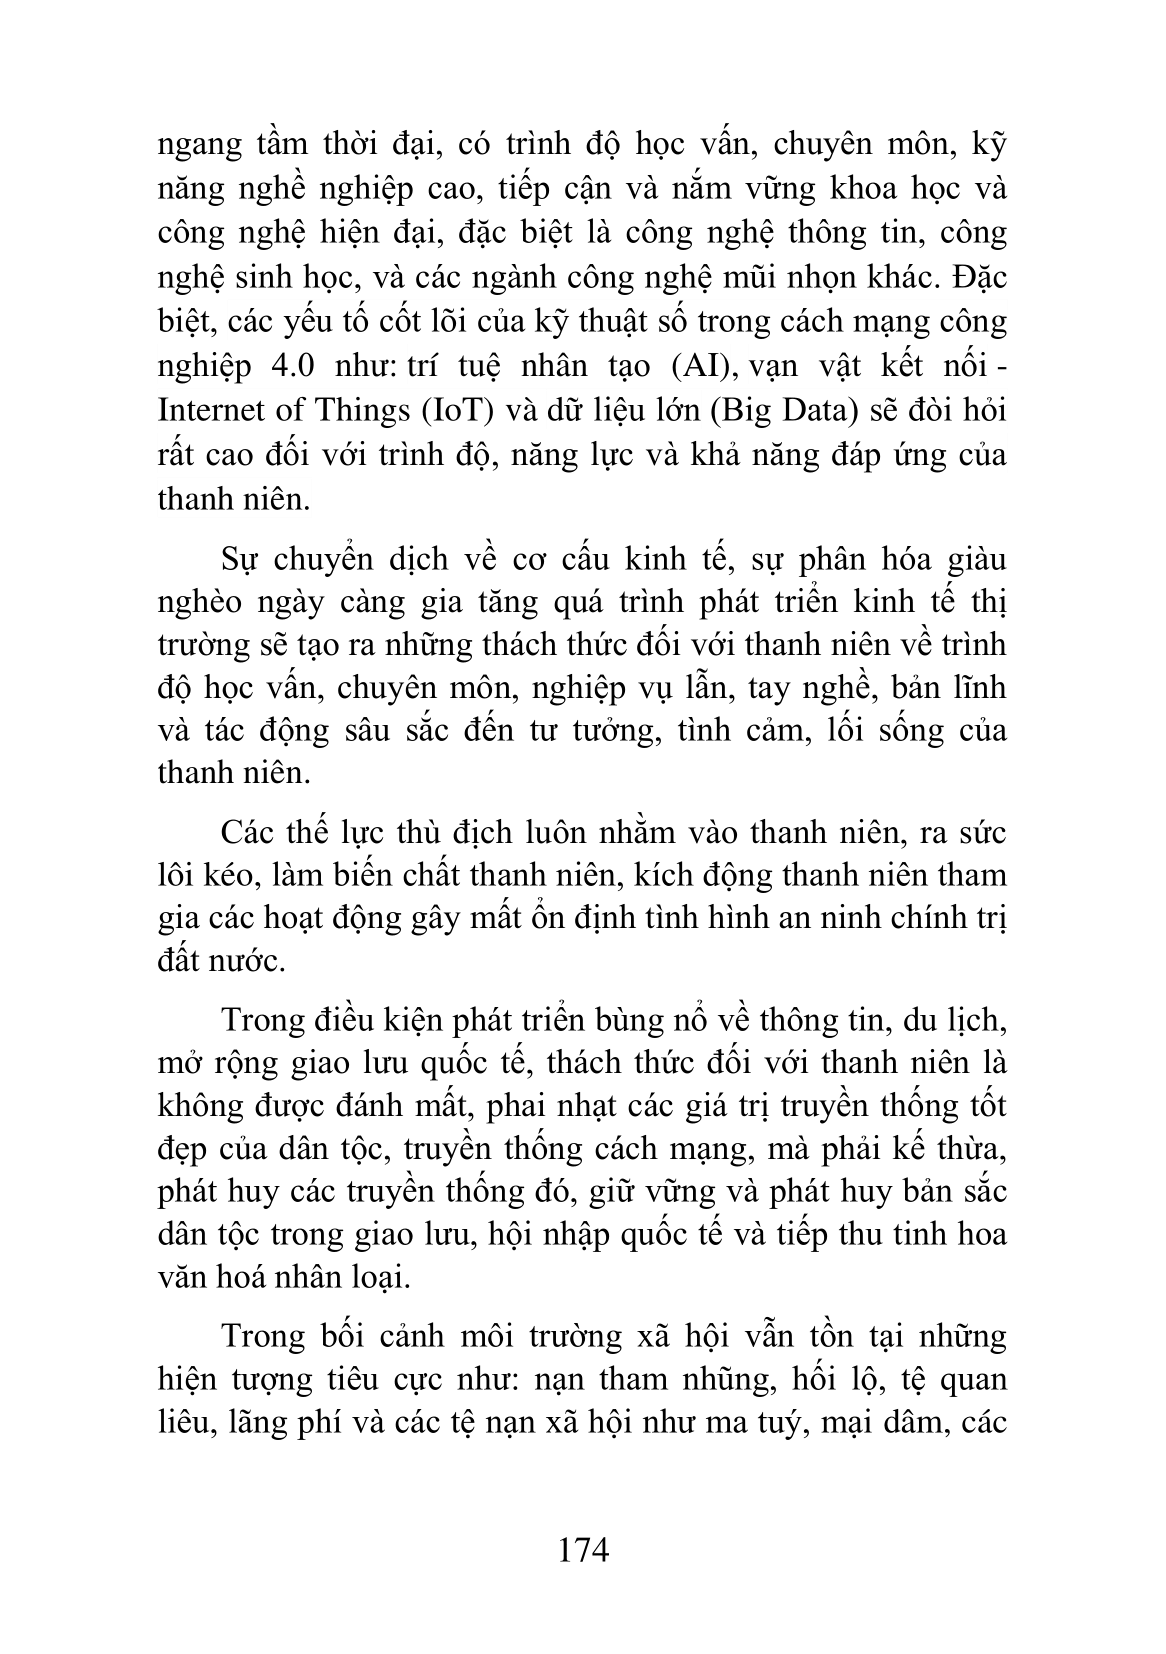 ngang tầm thời đại, có trình độ học vấn, chuyên môn, kỹ
năng nghề nghiệp cao, tiếp cận và nắm vững khoa học và
công nghệ hiện đại, đặc biệt là công nghệ thông tin, công
nghệ sinh học, và các ngành công nghệ mũi nhọn khác. Đặc
biệt, các yếu tố cốt lõi của kỹ thuật số trong cách mạng công
nghiệp 4.0 như: trí tuệ nhân tạo (AI), vạn vật kết nối -
Internet of Things (IoT) và dữ liệu lớn (Big Data) sẽ đòi hỏi
rất cao đối với trình độ, năng lực và khả năng đáp ứng của
thanh niên.
Sự chuyển dịch về cơ cấu kinh tế, sự phân hóa giàu
nghèo ngày càng gia tăng quá trình phát triển kinh tế thị
trường sẽ tạo ra những thách thức đối với thanh niên về trình
độ học vấn, chuyên môn, nghiệp vụ lẫn, tay nghề, bản lĩnh
và tác động sâu sắc đến tư tưởng, tình cảm, lối sống của
thanh niên.
Các thế lực thù địch luôn nhằm vào thanh niên, ra sức
lôi kéo, làm biến chất thanh niên, kích động thanh niên tham
gia các hoạt động gây mất ổn định tình hình an ninh chính trị
đất nước.
Trong điều kiện phát triển bùng nổ về thông tin, du lịch,
mở rộng giao lưu quốc tế, thách thức đối với thanh niên là
không được đánh mất, phai nhạt các giá trị truyền thống tốt
đẹp của dân tộc, truyền thống cách mạng, mà phải kế thừa,
phát huy các truyền thống đó, giữ vững và phát huy bản sắc
dân tộc trong giao lưu, hội nhập quốc tế và tiếp thu tinh hoa
văn hoá nhân loại.
Trong bối cảnh môi trường xã hội vẫn tồn tại những
hiện tượng tiêu cực như: nạn tham nhũng, hối lộ, tệ quan
liêu, lãng phí và các tệ nạn xã hội như ma tuý, mại dâm, các
174